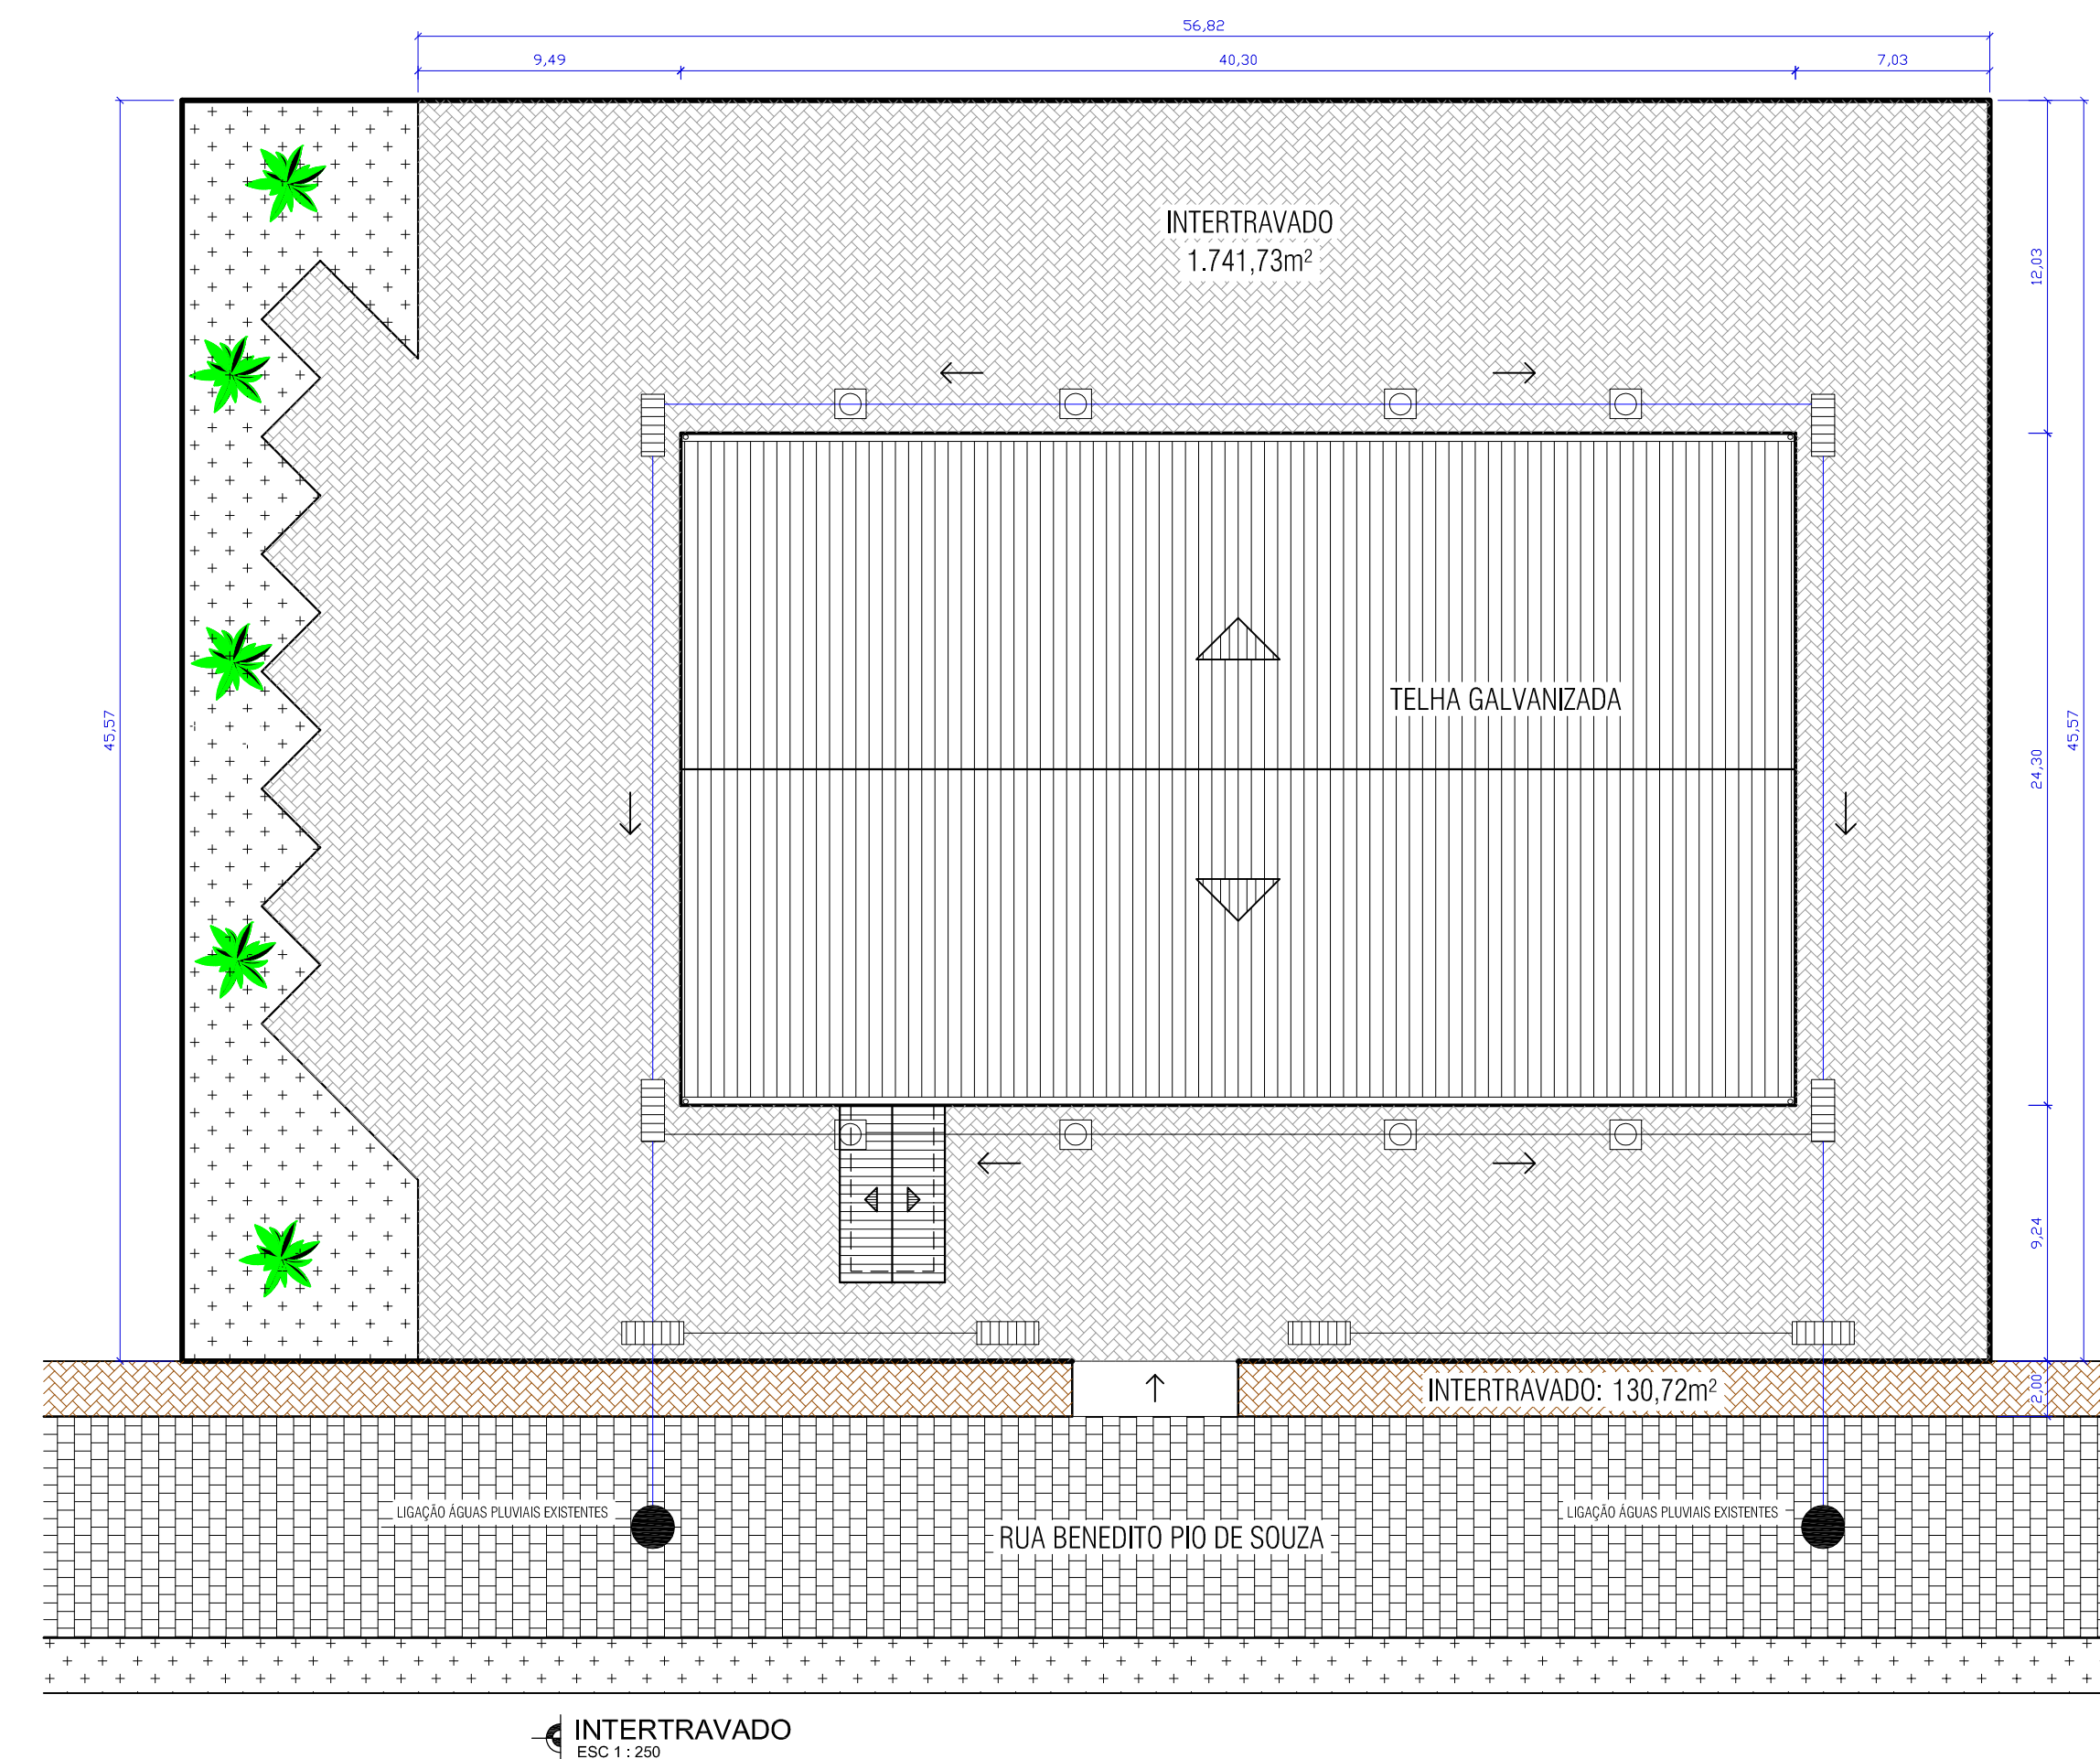 56,82
9,49
40,30
7,03
INTERTRAVADO
1.741,73m²
12,03
TELHA GALVANIZADA
45,57
45,57
24,30
9,24
INTERTRAVADO: 130,72m²
2,00
LIGAÇÃO ÁGUAS PLUVIAIS EXISTENTES
LIGAÇÃO ÁGUAS PLUVIAIS EXISTENTES
RUA BENEDITO PIO DE SOUZA
INTERTRAVADO
ESC 1 : 250